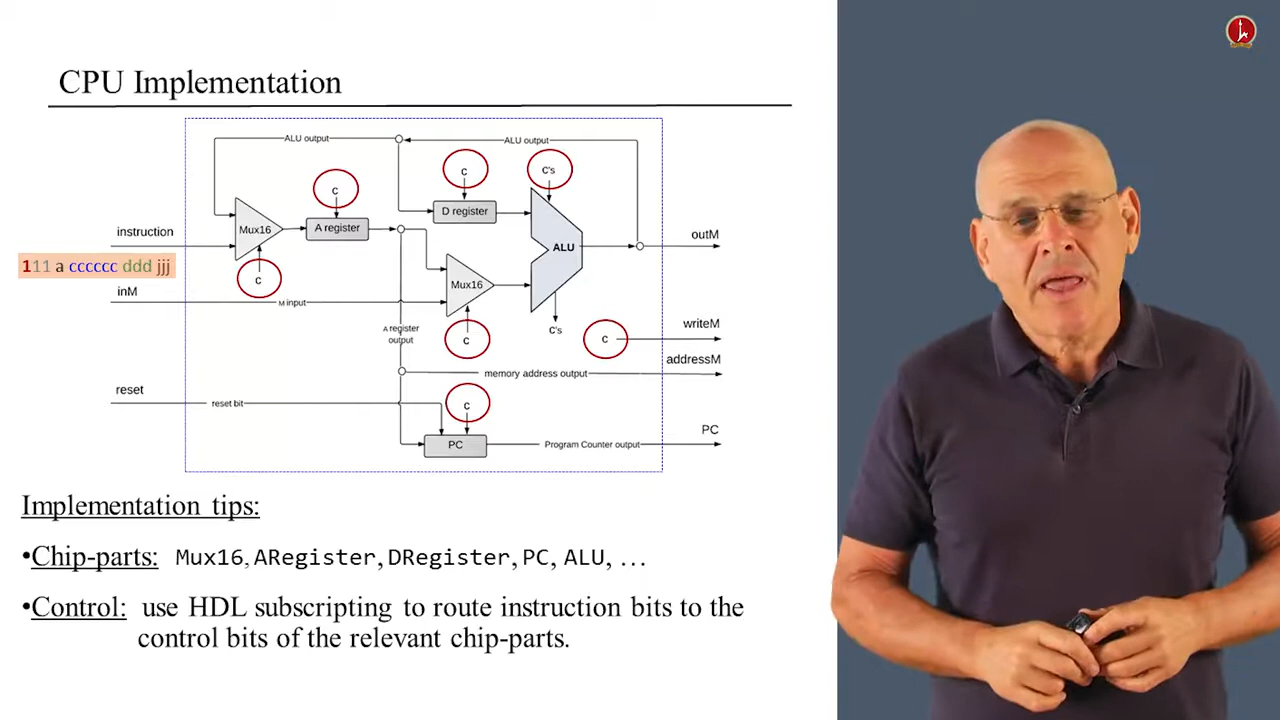 CPU Implementation
ALU output
ALU output
c
c
c's
Mux16
A register
D register
ALU
instruction
outM
111 a cccccc ddd jjj
c
Mux16
inM
M input
c's
A register
output
c
c
writeM
addressM
memory address output
reset
reset bit
c
PC
PC
Program Counter output
Implementation tips:
•Chip-parts: Mux16, ARegister, DRegister, PC, ALU, …
•Control: use HDL subscripting to route instruction bits to the
control bits of the relevant chip-parts.